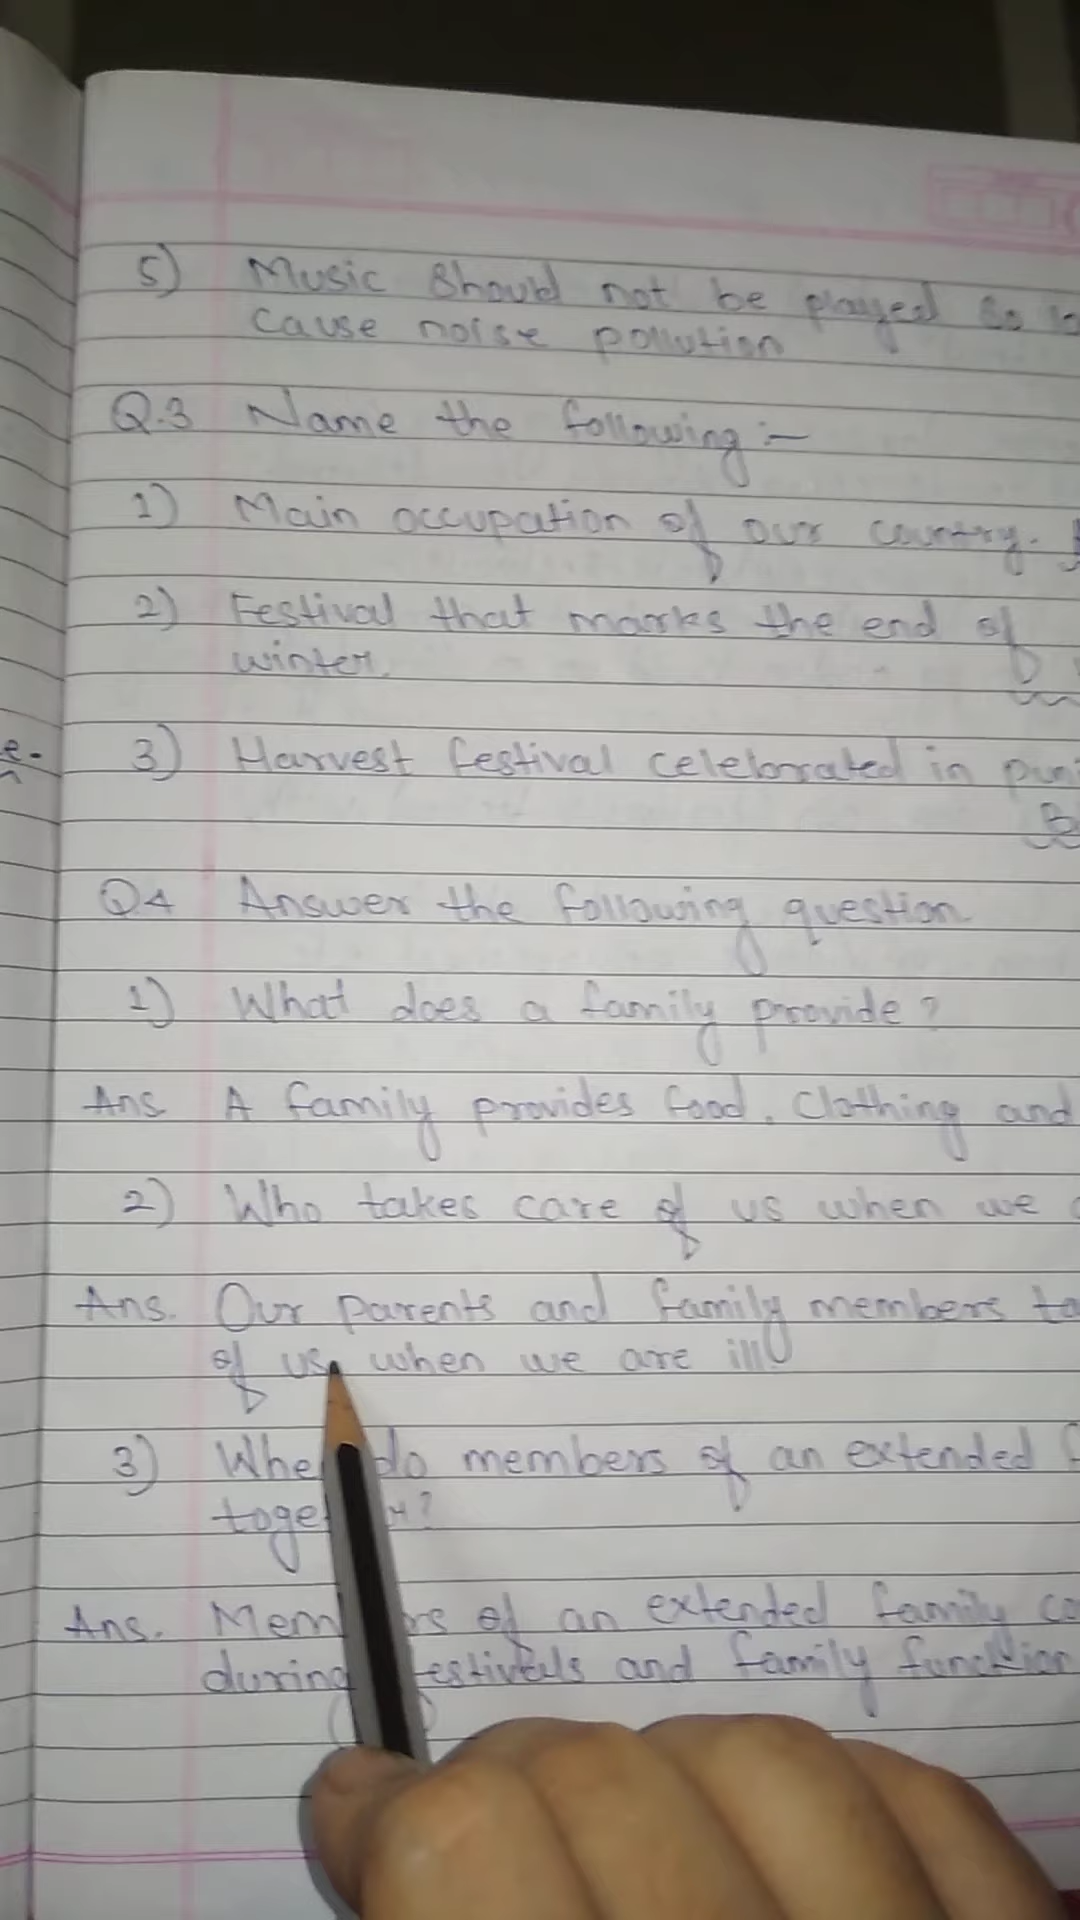 5) Music Should not be played so
cause noise pollution
Q.3 Name the following :-
1) Main occupation of our country.
2) Festival that marks the end of
winter.
e.
3) Harvest festival celebrated in
Q.4 Answer the following question
1) What does a family provide?
Ans. A family provides food, Clothing and
2) Who takes care of us when we
Ans. Our parents and family members
of us when we are ill.
3) do members of an extended
Ans. of an extended family
during and family function